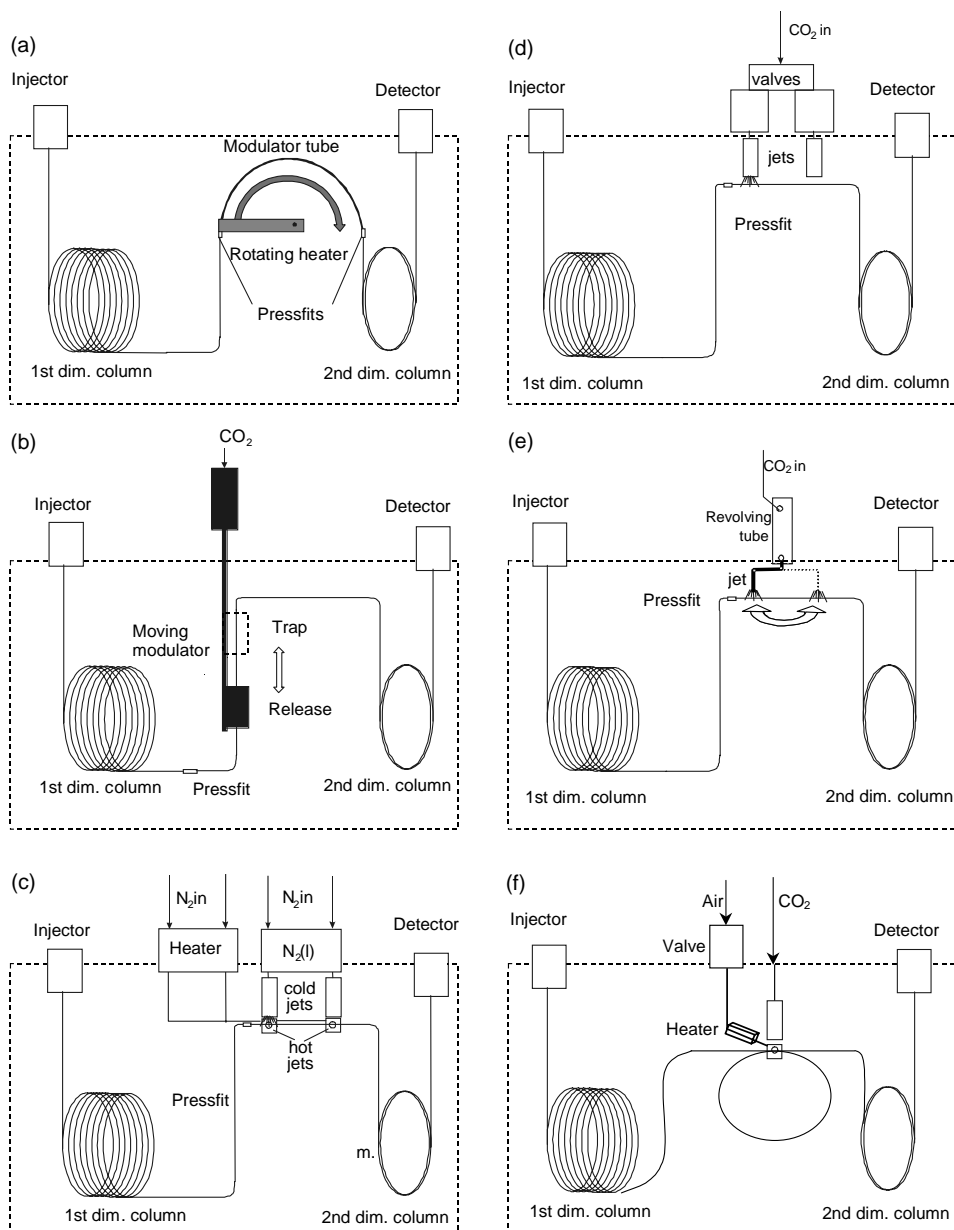 (a)
Injector
Detector
Modulator tube
Rotating heater
Pressfits
1st dim. column
2nd dim. column
(b)
CO₂
Injector
Detector
Moving
modulator
Trap
Release
1st dim. column
Pressfit
2nd dim. column
(c)
N₂in
N₂in
Injector
Detector
Heater
N₂(l)
cold
jets
hot
jets
Pressfit
m.
1st dim. column
2nd dim. column
(d)
CO₂ in
Injector
valves
Detector
jets
Pressfit
1st dim. column
2nd dim. column
(e)
CO₂ in
Injector
Detector
Revolving
tube
jet
Pressfit
1st dim. column
2nd dim. column
(f)
Air
CO₂
Injector
Detector
Valve
Heater
1st dim. column
2nd dim. column